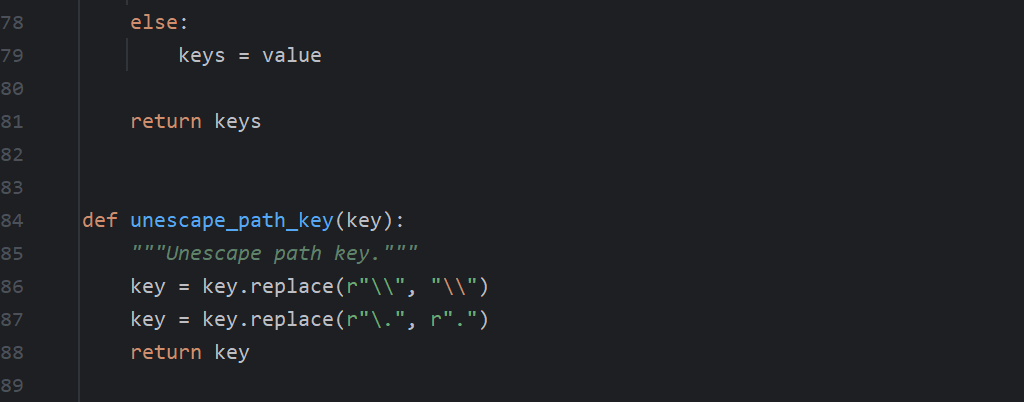 78 else:
79 keys = value
80
81 return keys
82
83
84 def unescape_path_key(key):
85 """Unescape path key."""
86 key = key.replace(r"\\", "\\")
87 key = key.replace(r"\.", r".")
88 return key
89